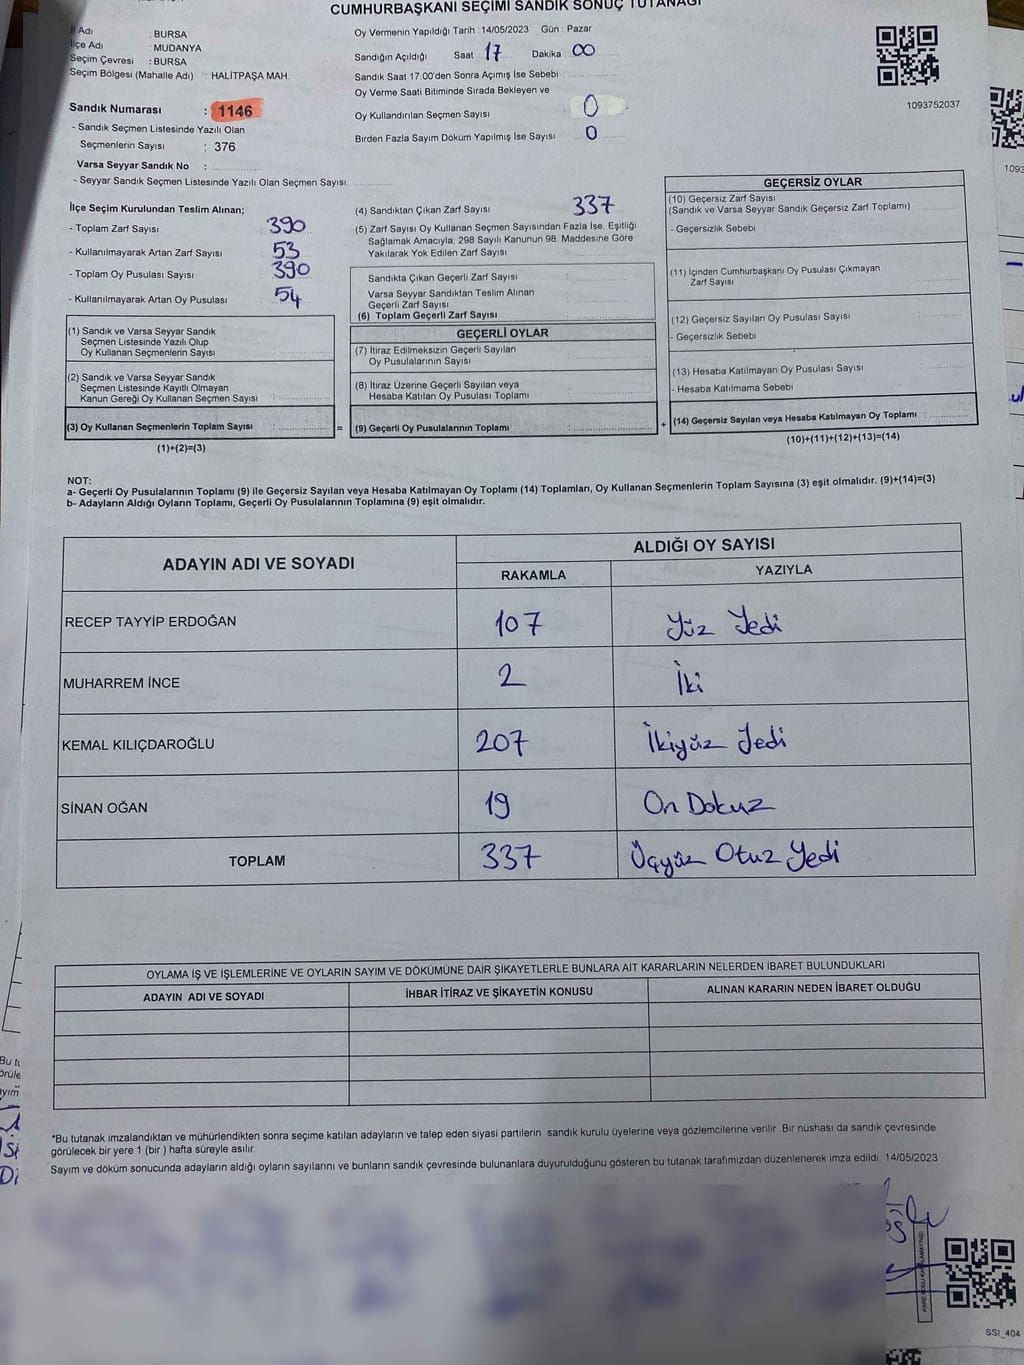 CUMHURBAŞKANI SEÇİMİ SANDIK SONUÇ TUTANAĞI
İl Adı : BURSA
İlçe Adı : MUDANYA
Seçim Çevresi : BURSA
Seçim Bölgesi (Mahalle Adı) : HALİTPAŞA MAH.
Sandık Numarası : 1146
- Sandık Seçmen Listesinde Yazılı Olan
Seçmenlerin Sayısı : 376
Varsa Seyyar Sandık No :
- Seyyar Sandık Seçmen Listesinde Yazılı Olan Seçmen Sayısı:
Oy Vermenin Yapıldığı Tarih :14/05/2023 Gün : Pazar
Sandığın Açıldığı Saat 17 Dakika 00
Sandık Saat 17.00'den Sonra Açımış İse Sebebi :
Oy Verme Saati Bitiminde Sırada Bekleyen ve
Oy Kullandırılan Seçmen Sayısı : 0
Birden Fazla Sayım Döküm Yapılmış İse Sayısı : 0
1093752037
İlçe Seçim Kurulundan Teslim Alınan;
- Toplam Zarf Sayısı : 390
- Kullanılmayarak Artan Zarf Sayısı : 53
- Toplam Oy Pusulası Sayısı : 390
- Kullanılmayarak Artan Oy Pusulası : 54
(1) Sandık ve Varsa Seyyar Sandık
Seçmen Listesinde Yazılı Olup
Oy Kullanan Seçmenlerin Sayısı :
(2) Sandık ve Varsa Seyyar Sandık
Seçmen Listesinde Kayıtlı Olmayan
Kanun Gereği Oy Kullanan Seçmen Sayısı :
(3) Oy Kullanan Seçmenlerin Toplam Sayısı :
(1)+(2)=(3)
=
(4) Sandıktan Çıkan Zarf Sayısı : 337
(5) Zarf Sayısı Oy Kullanan Seçmen Sayısından Fazla İse, Eşitliği
Sağlamak Amacıyla; 298 Sayılı Kanunun 98. Maddesine Göre
Yakılarak Yok Edilen Zarf Sayısı :
Sandıkta Çıkan Geçerli Zarf Sayısı :
Varsa Seyyar Sandıktan Teslim Alınan
Geçerli Zarf Sayısı :
(6) Toplam Geçerli Zarf Sayısı :
GEÇERLİ OYLAR
(7) İtiraz Edilmeksizin Geçerli Sayılan
Oy Pusulalarının Sayısı :
(8) İtiraz Üzerine Geçerli Sayılan veya
Hesaba Katılan Oy Pusulası Toplamı :
(9) Geçerli Oy Pusulalarının Toplamı :
+
GEÇERSİZ OYLAR
(10) Geçersiz Zarf Sayısı
(Sandık ve Varsa Seyyar Sandık Geçersiz Zarf Toplamı) :
- Geçersizlik Sebebi :
(11) İçinden Cumhurbaşkanı Oy Pusulası Çıkmayan
Zarf Sayısı :
(12) Geçersiz Sayılan Oy Pusulası Sayısı :
- Geçersizlik Sebebi
(13) Hesaba Katılmayan Oy Pusulası Sayısı :
- Hesaba Katılmama Sebebi
(14) Geçersiz Sayılan veya Hesaba Katılmayan Oy Toplamı :
(10)+(11)+(12)+(13)=(14)
NOT:
a- Geçerli Oy Pusulalarının Toplamı (9) ile Geçersiz Sayılan veya Hesaba Katılmayan Oy Toplamı (14) Toplamları, Oy Kullanan Seçmenlerin Toplam Sayısına (3) eşit olmalıdır. (9)+(14)=(3)
b- Adayların Aldığı Oyların Toplamı, Geçerli Oy Pusulalarının Toplamına (9) eşit olmalıdır.
ADAYIN ADI VE SOYADI
ALDIĞI OY SAYISI
RAKAMLA YAZIYLA
RECEP TAYYİP ERDOĞAN 107 Yüz Yedi
MUHARREM İNCE 2 İki
KEMAL KILIÇDAROĞLU 207 İkiyüz Yedi
SİNAN OĞAN 19 On Dokuz
TOPLAM 337 Üçyüz Otuz Yedi
OYLAMA İŞ VE İŞLEMLERİNE VE OYLARIN SAYIM VE DÖKÜMÜNE DAİR ŞİKAYETLERLE BUNLARA AİT KARARLARIN NELERDEN İBARET BULUNDUKLARI
ADAYIN ADI VE SOYADI İHBAR İTİRAZ VE ŞİKAYETİN KONUSU ALINAN KARARIN NEDEN İBARET OLDUĞU
*Bu tutanak imzalandıktan ve mühürlendikten sonra seçime katılan adayların ve talep eden siyasi partilerin sandık kurulu üyelerine veya gözlemcilerine verilir. Bir nushası da sandık çevresinde
görülecek bir yere 1 (bir ) hafta süreyle asılır.
Sayım ve döküm sonucunda adayların aldığı oyların sayılarını ve bunların sandık çevresinde bulunanlara duyurulduğunu gösteren bu tutanak tarafımızdan düzenlenerek imza edildi. 14/05/2023
SSI_404